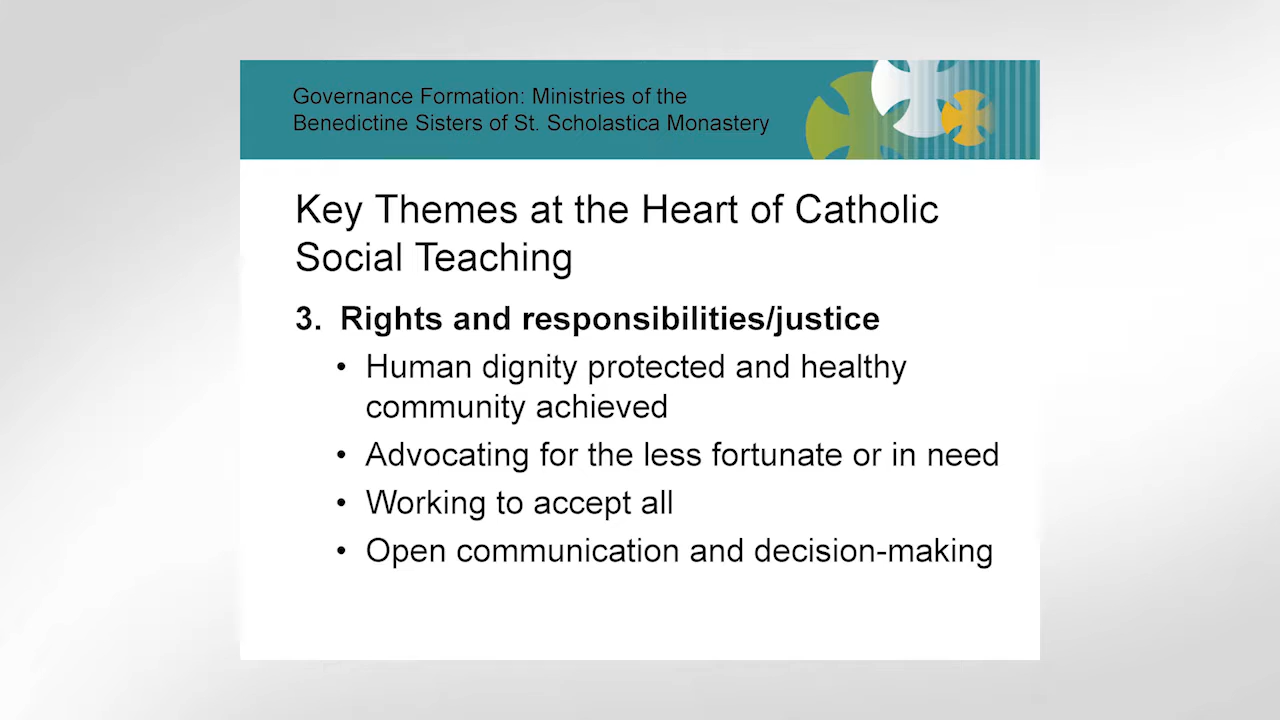 Governance Formation: Ministries of the
Benedictine Sisters of St. Scholastica Monastery
Key Themes at the Heart of Catholic
Social Teaching
3. Rights and responsibilities/justice
• Human dignity protected and healthy
community achieved
• Advocating for the less fortunate or in need
• Working to accept all
• Open communication and decision-making